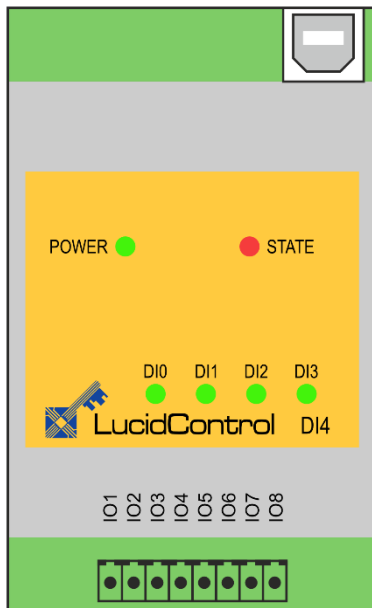 POWER STATE
DI0 DI1 DI2 DI3
LucidControl DI4
IO1 IO2 IO3 IO4 IO5 IO6 IO7 IO8